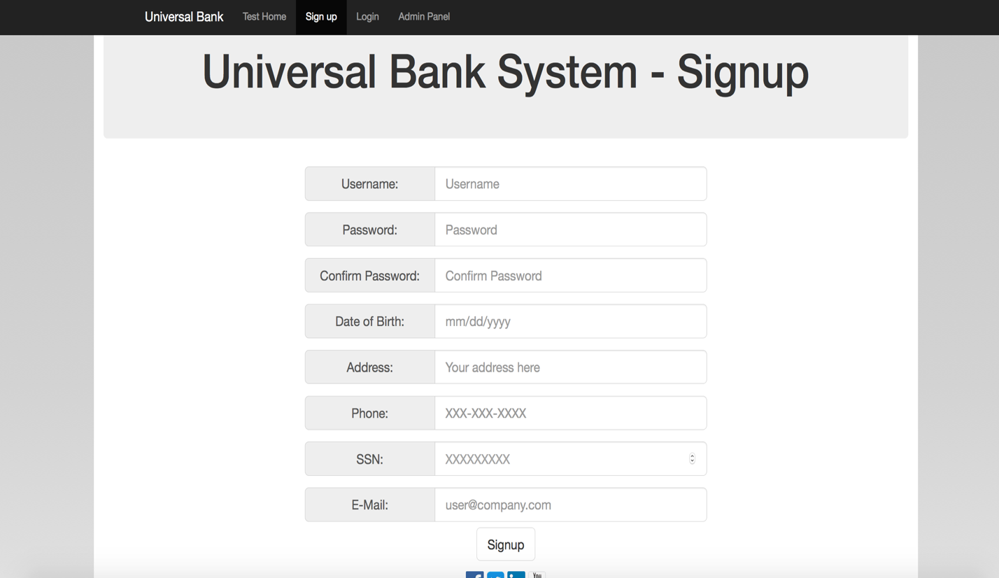 Universal Bank Test Home Sign up Login Admin Panel
Universal Bank System - Signup
Username: Username
Password: Password
Confirm Password: Confirm Password
Date of Birth: mm/dd/yyyy
Address: Your address here
Phone: XXX-XXX-XXXX
SSN: XXXXXXXXX
E-Mail: user@company.com
Signup
You